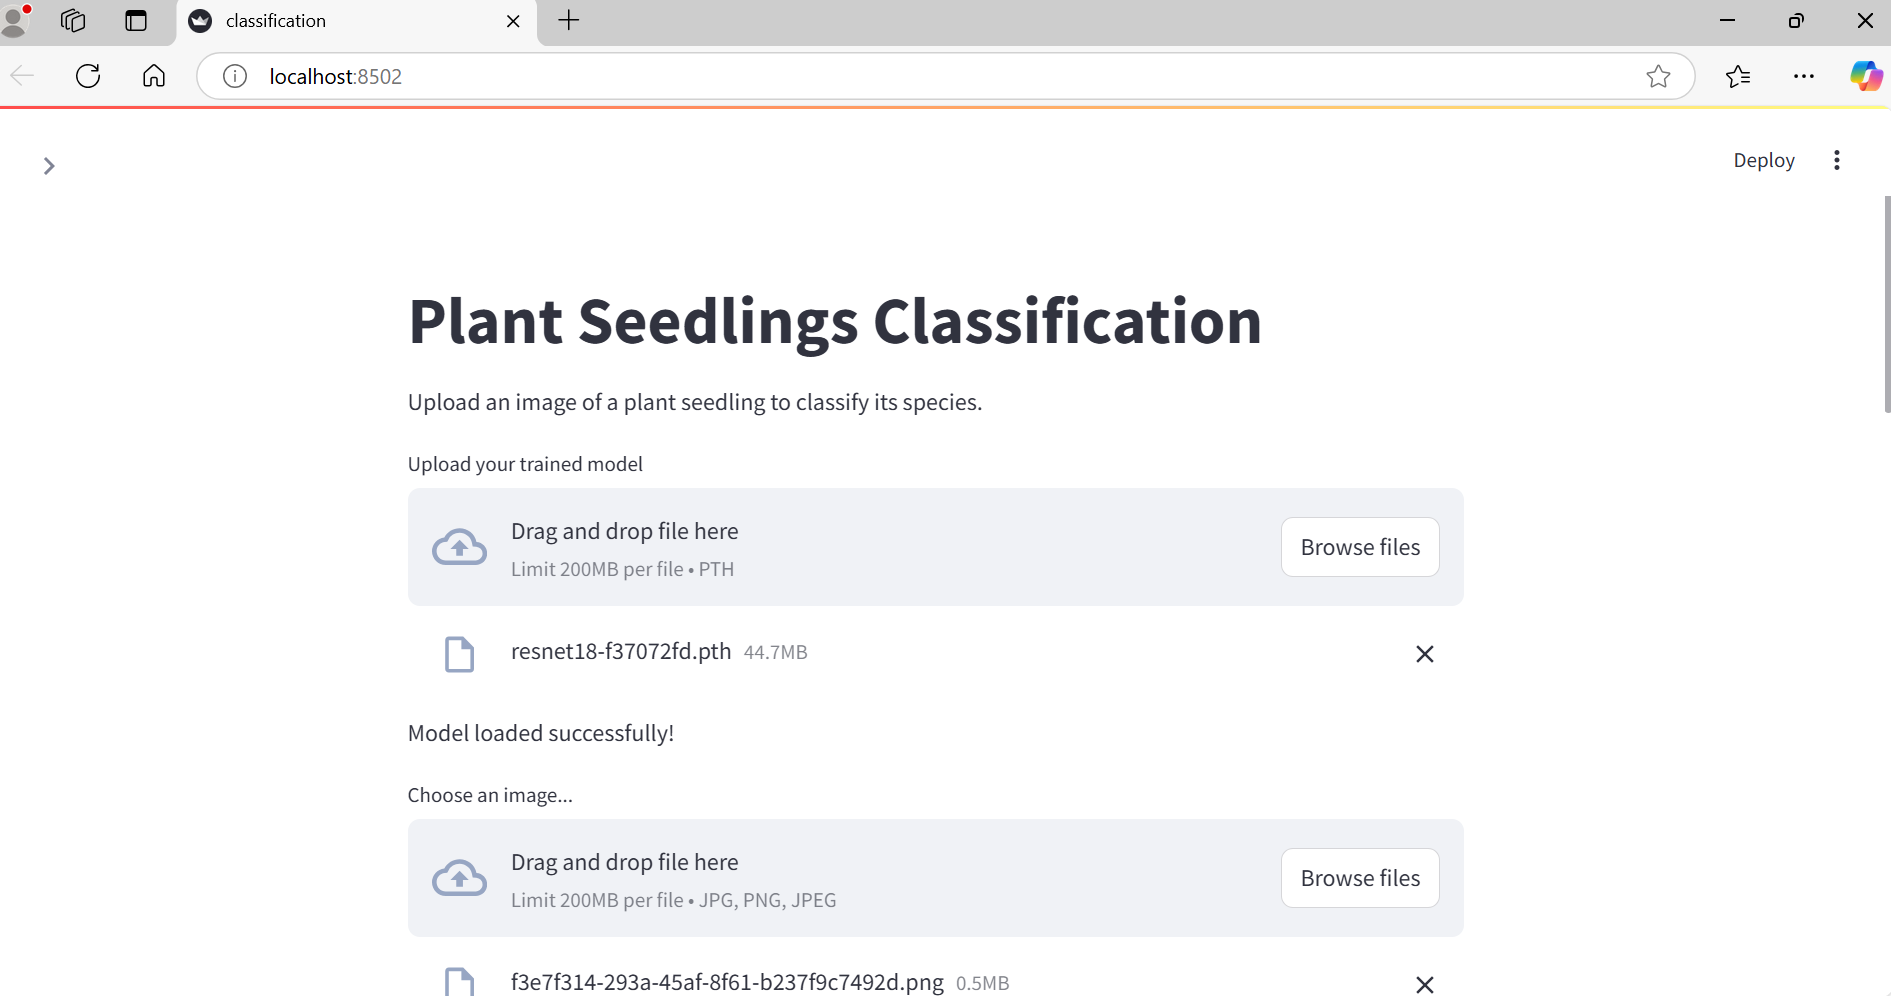 classification
localhost:8502
Deploy
Plant Seedlings Classification
Upload an image of a plant seedling to classify its species.
Upload your trained model
Drag and drop file here
Limit 200MB per file • PTH
Browse files
resnet18-f37072fd.pth 44.7MB
Model loaded successfully!
Choose an image...
Drag and drop file here
Limit 200MB per file • JPG, PNG, JPEG
Browse files
f3e7f314-293a-45af-8f61-b237f9c7492d.png 0.5MB